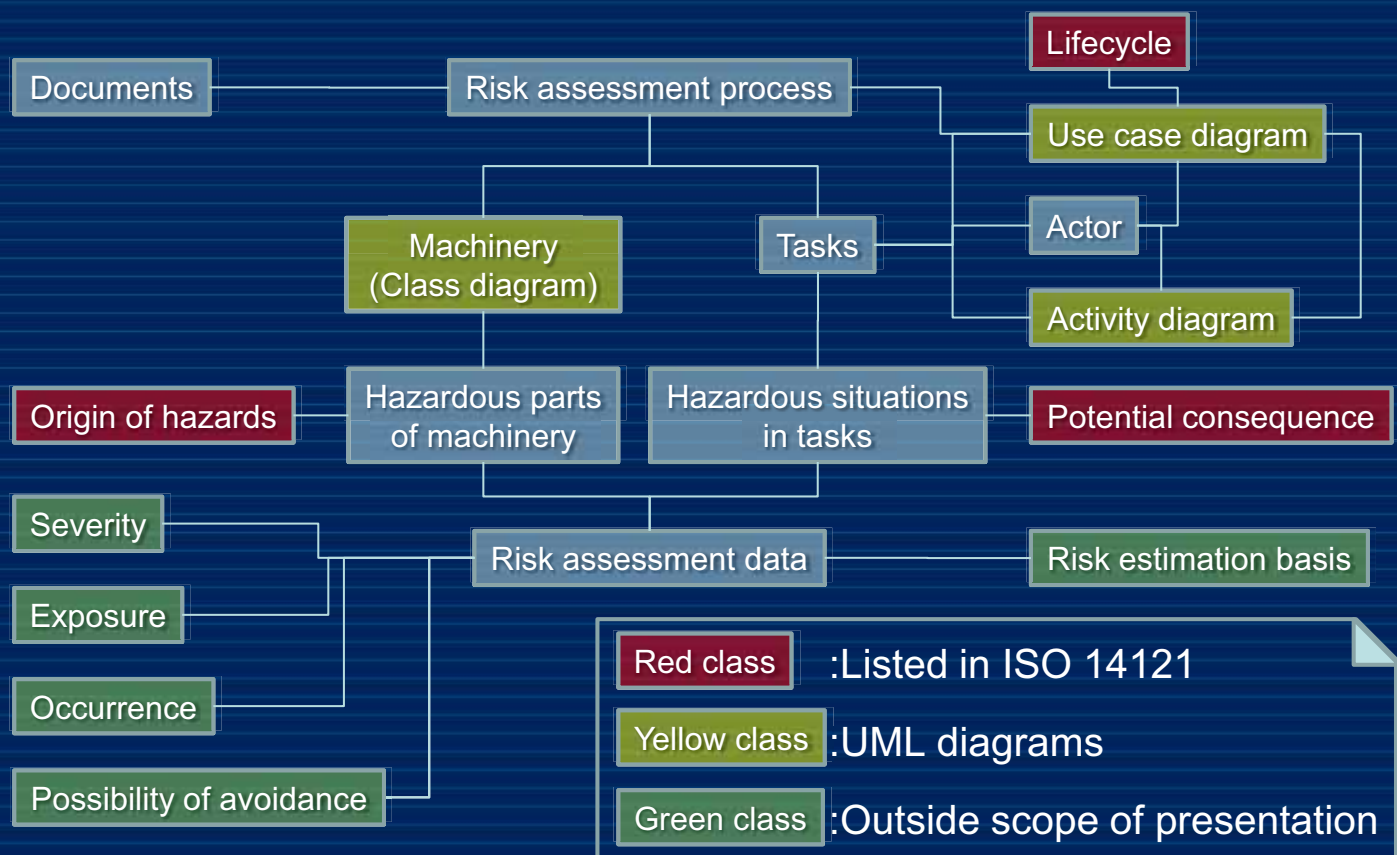 Lifecycle
Documents
Risk assessment process
Use case diagram
Machinery
(Class diagram)
Tasks
Actor
Activity diagram
Origin of hazards
Hazardous parts
of machinery
Hazardous situations
in tasks
Potential consequence
Severity
Risk assessment data
Risk estimation basis
Exposure
Occurrence
Possibility of avoidance
Red class :Listed in ISO 14121
Yellow class :UML diagrams
Green class :Outside scope of presentation